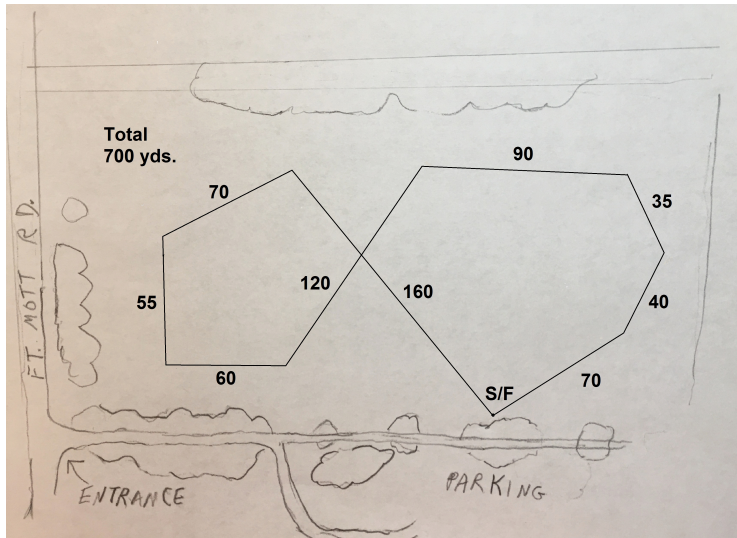 Total
700 yds.
90
70
35
55
120
160
40
60
70
S/F
FT. MOTT RD.
ENTRANCE
PARKING